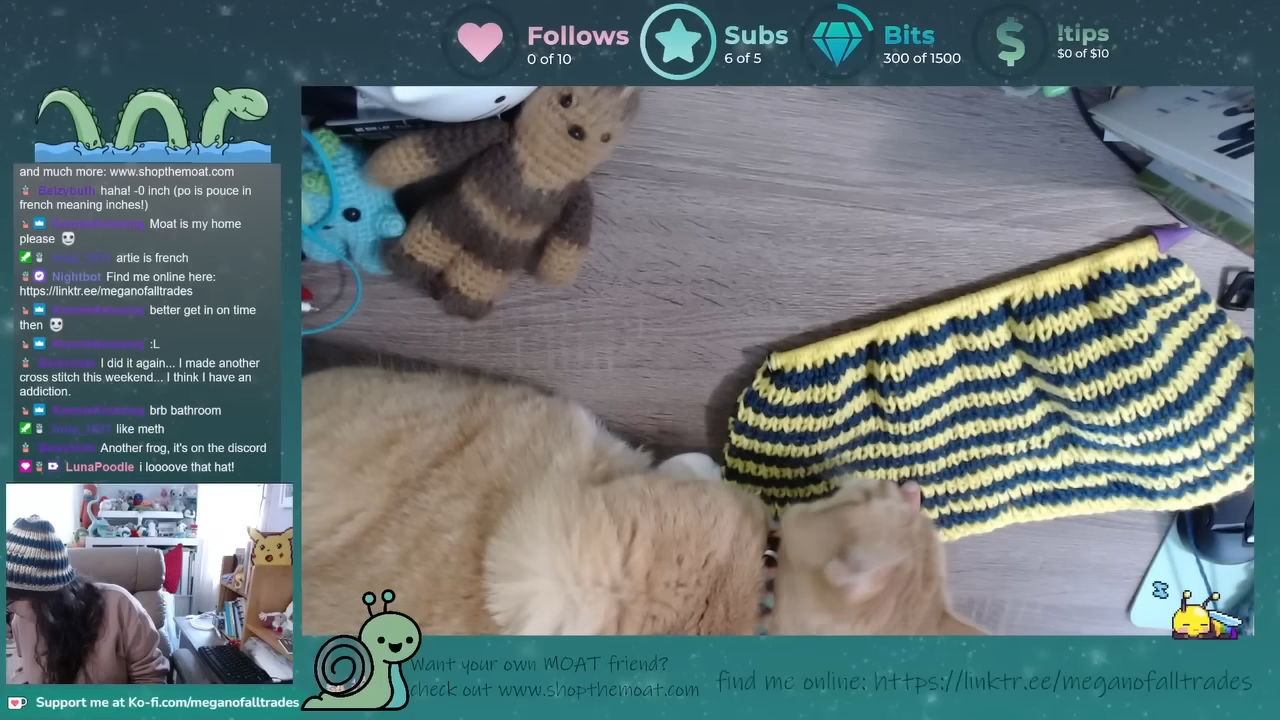 Follows
0 of 10
Subs
6 of 5
Bits
300 of 1500
!tips
$0 of $10
and much more: www.shopthemoat.com
haha! -0 inch (po is pouce in
french meaning inches!)
Moat is my home
please
artie is french
Nightbot Find me online here:
https://linktr.ee/meganofalltrades
better get in on time
then
:L
I did it again... I made another
cross stitch this weekend... I think I have an
addiction.
brb bathroom
like meth
Another frog, it's on the discord
LunaPoodle i loooove that hat!
Support me at Ko-fi.com/meganofalltrades
Want your own MOAT friend?
check out www.shopthemoat.com
find me online: https://linktr.ee/meganofalltrades